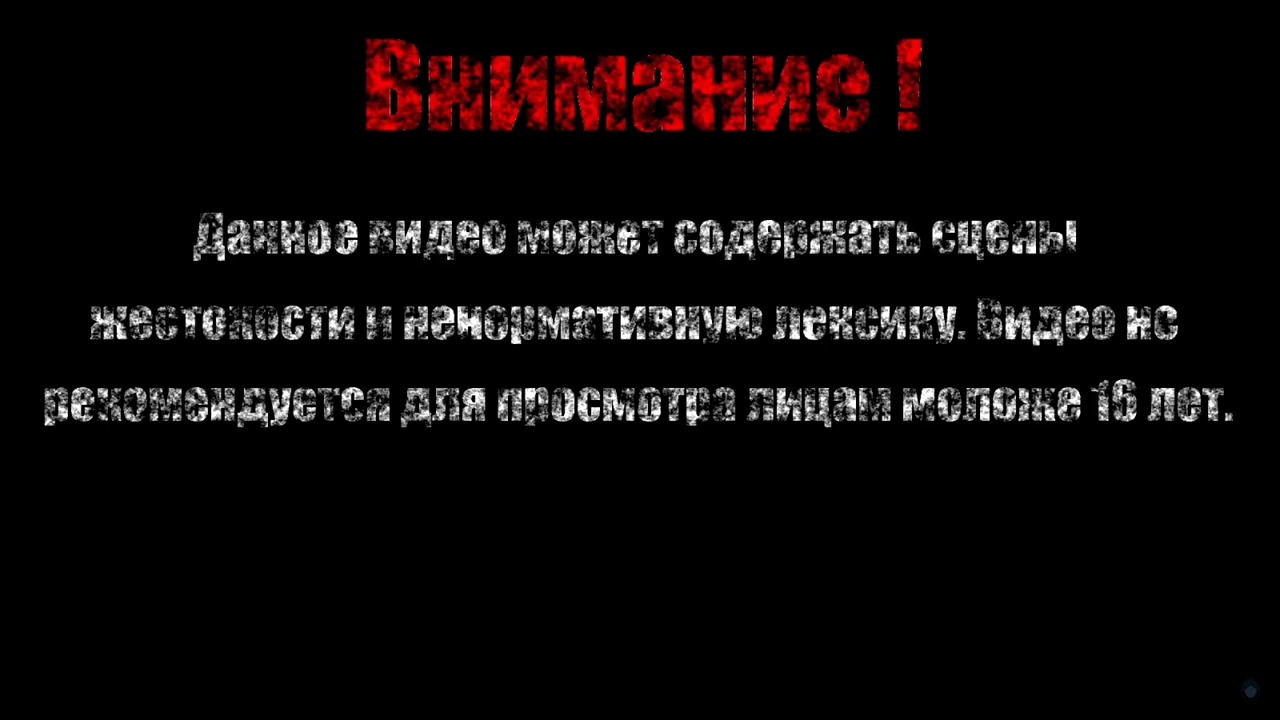 Внимание !
Данное видео может содержать сцены
жестокости и ненормативную лексику. Видео не
рекомендуется для просмотра лицам моложе 16 лет.